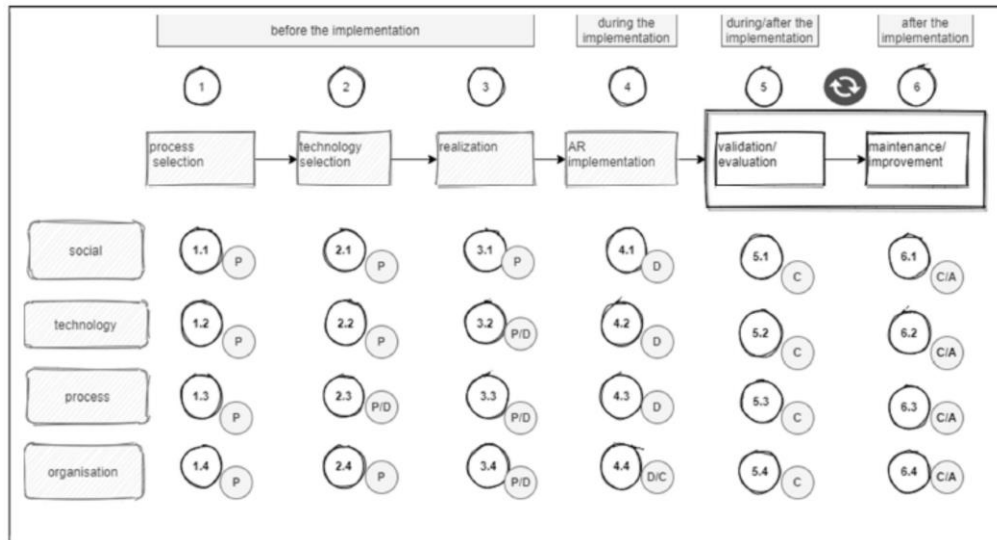 before the implementation
during the
implementation
during/after the
implementation
after the
implementation
1
2
3
4
5
6
process
selection
technology
selection
realization
AR
implementation
validation/
evaluation
maintenance/
improvement
social
1.1
P
2.1
P
3.1
P
4.1
D
5.1
C
6.1
C/A
technology
1.2
P
2.2
P
3.2
P/D
4.2
D
5.2
C
6.2
C/A
process
1.3
P
2.3
P/D
3.3
P/D
4.3
D
5.3
C
6.3
C/A
organisation
1.4
P
2.4
P
3.4
P/D
4.4
D/C
5.4
C
6.4
C/A